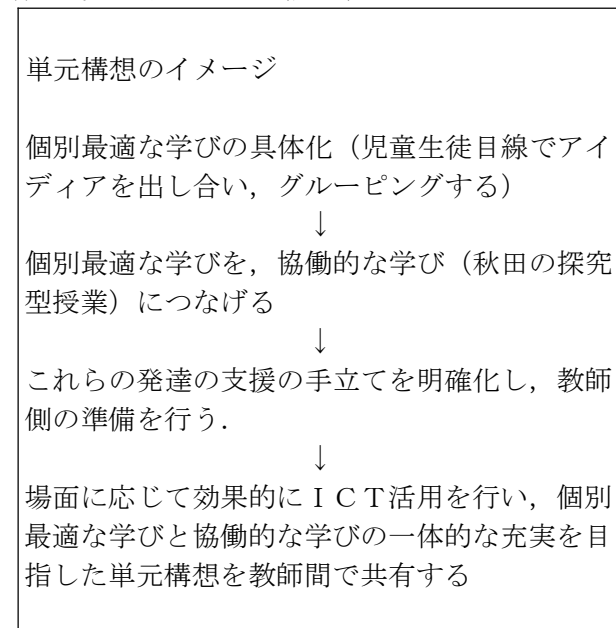 単元構想のイメージ
個別最適な学びの具体化（児童生徒目線でアイ
ディアを出し合い，グルーピングする）
↓
個別最適な学びを，協働的な学び（秋田の探究
型授業）につなげる
↓
これらの発達の支援の手立てを明確化し，教師
側の準備を行う．
↓
場面に応じて効果的にＩＣＴ活用を行い，個別
最適な学びと協働的な学びの一体的な充実を目
指した単元構想を教師間で共有する